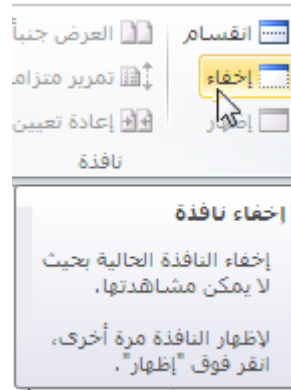 انقسام العرض جنباً
إخفاء تمرير متزام
إظهار إعادة تعيين
نافذة
إخفاء نافذة
إخفاء النافذة الحالية بحيث
لا يمكن مشاهدتها.
لإظهار النافذة مرة أخرى،
انقر فوق "إظهار".